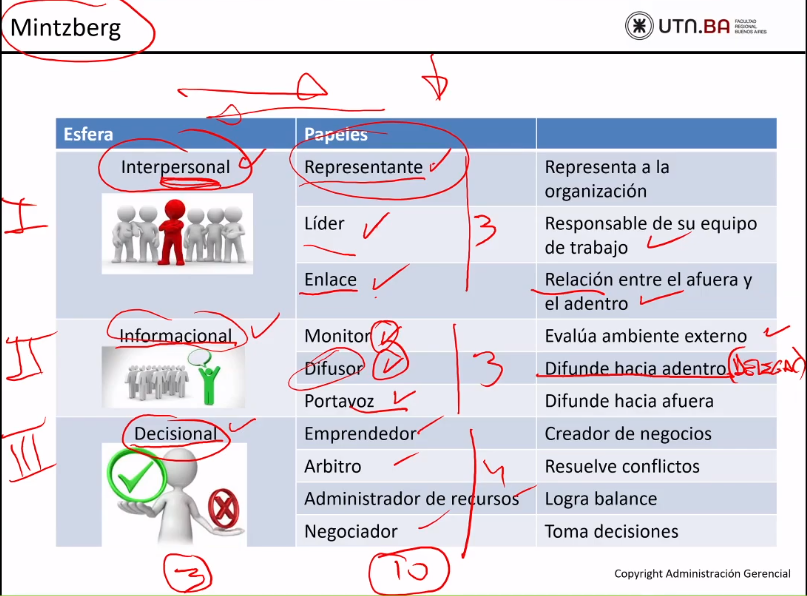 Mintzberg
UTN.BA
FACULTAD
REGIONAL
BUENOS AIRES
Esfera
Papeles
I
Interpersonal
Representante
Representa a la
organización
Líder
3
Responsable de su equipo
de trabajo
Enlace
Relación entre el afuera y
el adentro
II
Informacional
Monitor
Evalúa ambiente externo
Difusor
3
Difunde hacia adentro
Portavoz
Difunde hacia afuera
III
Decisional
Emprendedor
Creador de negocios
Arbitro
4
Resuelve conflictos
Administrador de recursos
Logra balance
Negociador
Toma decisiones
3
10
Copyright Administración Gerencial